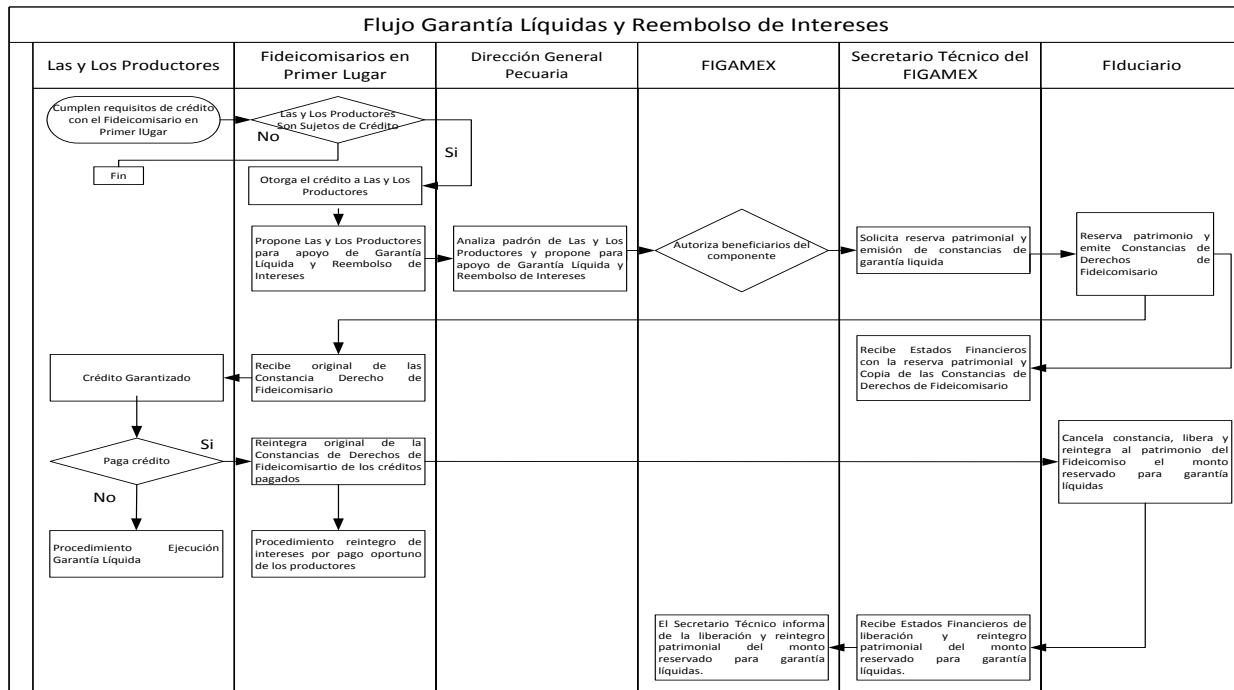 Flujo Garantía Líquidas y Reembolso de Intereses
Las y Los Productores
Fideicomisarios en
Primer Lugar
Dirección General
Pecuaria
FIGAMEX
Secretario Técnico del
FIGAMEX
FIduciario
Cumplen requisitos de crédito
con el Fideicomisario en
Primer lUgar
Las y Los Productores
Son Sujetos de Crédito
No
Si
Fin
Otorga el crédito a Las y Los
Productores
Propone Las y Los Productores
para apoyo de Garantía
Líquida y Reembolso de
Intereses
Analiza padrón de Las y Los
Productores y propone para
apoyo de Garantía Líquida y
Reembolso de Intereses
Autoriza beneficiarios del
componente
Solicita reserva patrimonial y
emisión de constancias de
garantía liquida
Reserva patrimonio y
emite Constancias de
Derechos de
Fideicomisario
Recibe Estados Financieros
con la reserva patrimonial y
Copia de las Constancias de
Derechos de Fideicomisario
Recibe original de las
Constancia Derecho de
Fideicomisario
Crédito Garantizado
Paga crédito
Si
No
Reintegra original de la
Constancias de Derechos de
Fideicomisartio de los créditos
pagados
Cancela constancia, libera y
reintegra al patrimonio del
Fideicomiso el monto
reservado para garantía
líquidas
Procedimiento Ejecución
Garantía Líquida
Procedimiento reintegro de
intereses por pago oportuno
de los productores
El Secretario Técnico informa
de la liberación y reintegro
patrimonial del monto
reservado para garantía
líquidas.
Recibe Estados Financieros de
liberación y reintegro
patrimonial del monto
reservado para garantía
líquidas.